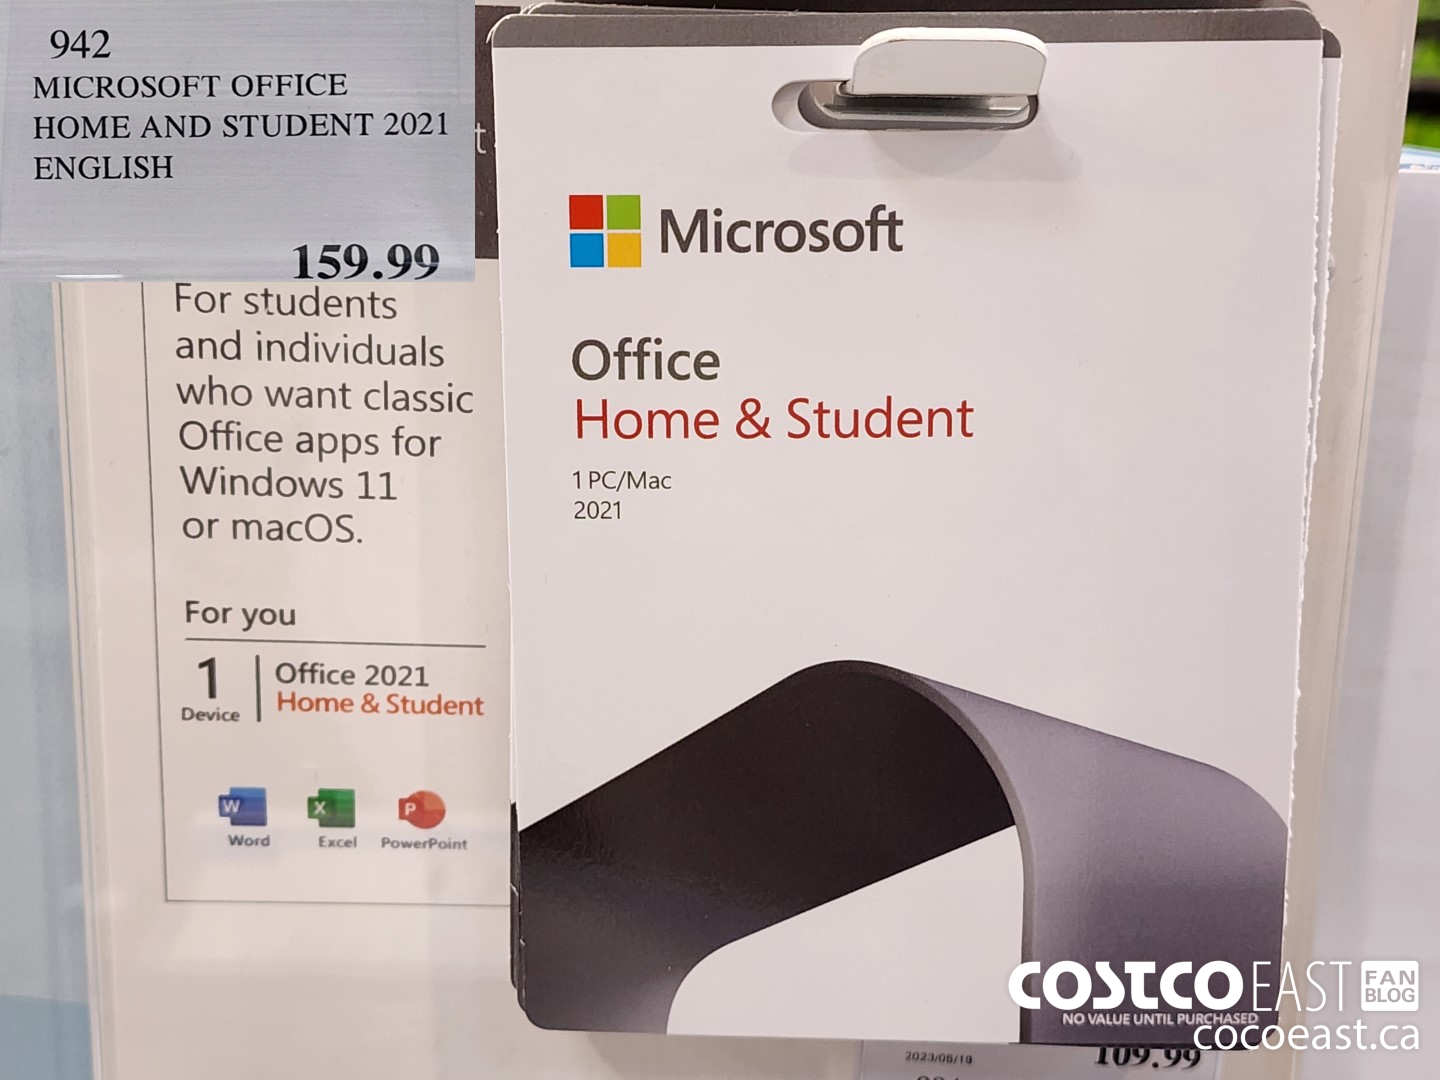 942
MICROSOFT OFFICE
HOME AND STUDENT 2021
ENGLISH
159.99
For students
and individuals
who want classic
Office apps for
Windows 11
or macOS.
For you
1
Device
Office 2021
Home & Student
W
X
P
Word
Excel
PowerPoint
Microsoft
Office
Home & Student
1 PC/Mac
2021
COSTCO EAST FAN BLOG
NO VALUE UNTIL PURCHASED
cocoeast.ca
2023/06/19
109.99